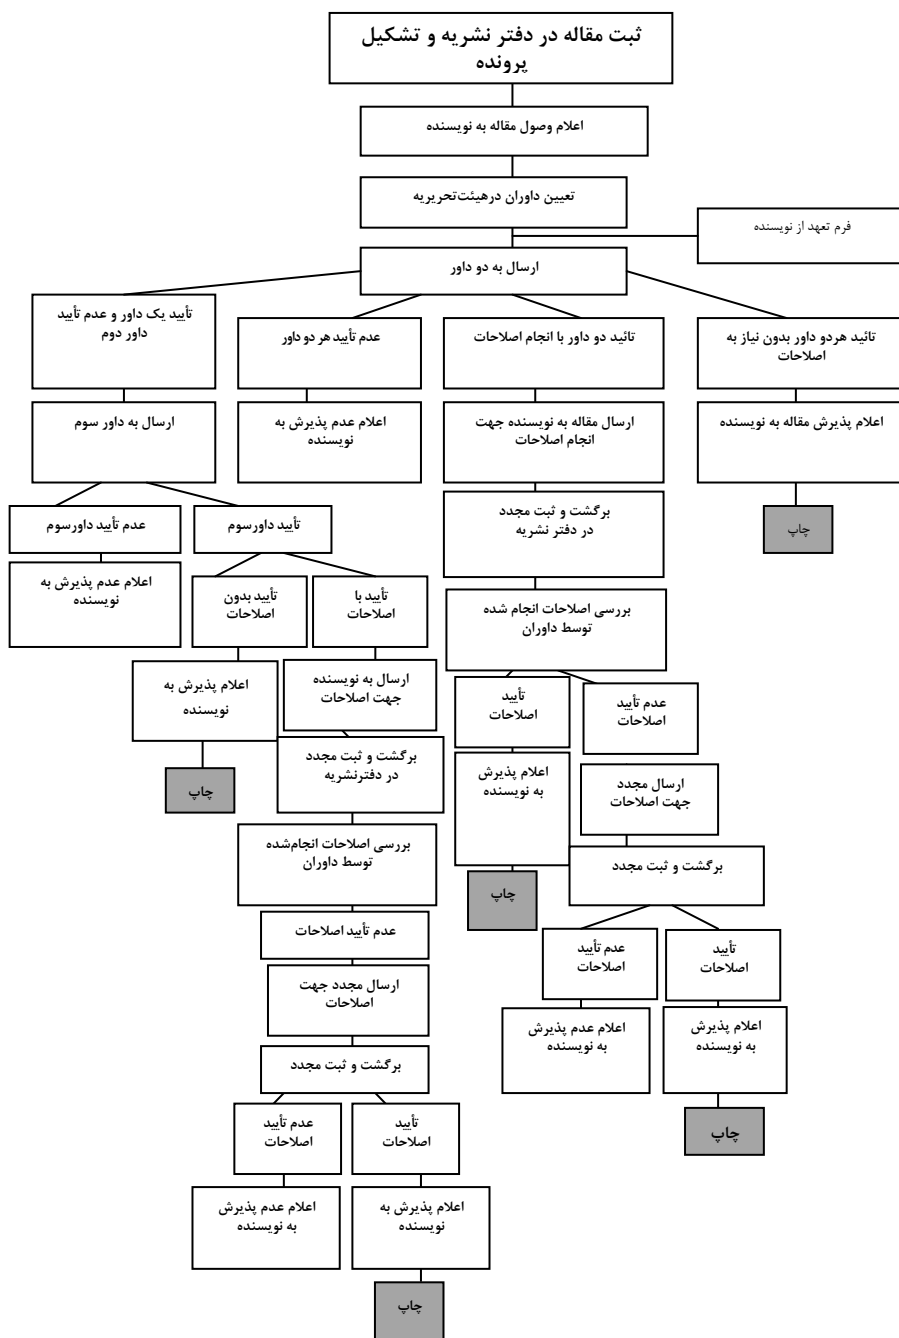 ثبت مقاله در دفتر نشریه و تشکیل
پرونده
اعلام وصول مقاله به نویسنده
تعیین داوران درهیئت‌تحریریه
فرم تعهد از نویسنده
ارسال به دو داور
تائید هردو داور بدون نیاز به
اصلاحات
تائید دو داور با انجام اصلاحات
عدم تأیید هر دو داور
تأیید یک داور و عدم تأیید
داور دوم
اعلام پذیرش مقاله به نویسنده
ارسال مقاله به نویسنده جهت
انجام اصلاحات
اعلام عدم پذیرش به
نویسنده
ارسال به داور سوم
چاپ
برگشت و ثبت مجدد
در دفتر نشریه
تأیید داورسوم
عدم تأیید داورسوم
بررسی اصلاحات انجام شده
توسط داوران
تأیید با
اصلاحات
تأیید بدون
اصلاحات
اعلام عدم پذیرش به
نویسنده
عدم تأیید
اصلاحات
تأیید
اصلاحات
ارسال به نویسنده
جهت اصلاحات
اعلام پذیرش به
نویسنده
ارسال مجدد
جهت اصلاحات
اعلام پذیرش
به نویسنده
برگشت و ثبت مجدد
در دفترنشریه
چاپ
برگشت و ثبت مجدد
چاپ
بررسی اصلاحات انجام‌شده
توسط داوران
تأیید
اصلاحات
عدم تأیید
اصلاحات
عدم تأیید اصلاحات
اعلام پذیرش
به نویسنده
اعلام عدم پذیرش
به نویسنده
ارسال مجدد جهت
اصلاحات
چاپ
برگشت و ثبت مجدد
تأیید
اصلاحات
عدم تأیید
اصلاحات
اعلام پذیرش به
نویسنده
اعلام عدم پذیرش
به نویسنده
چاپ